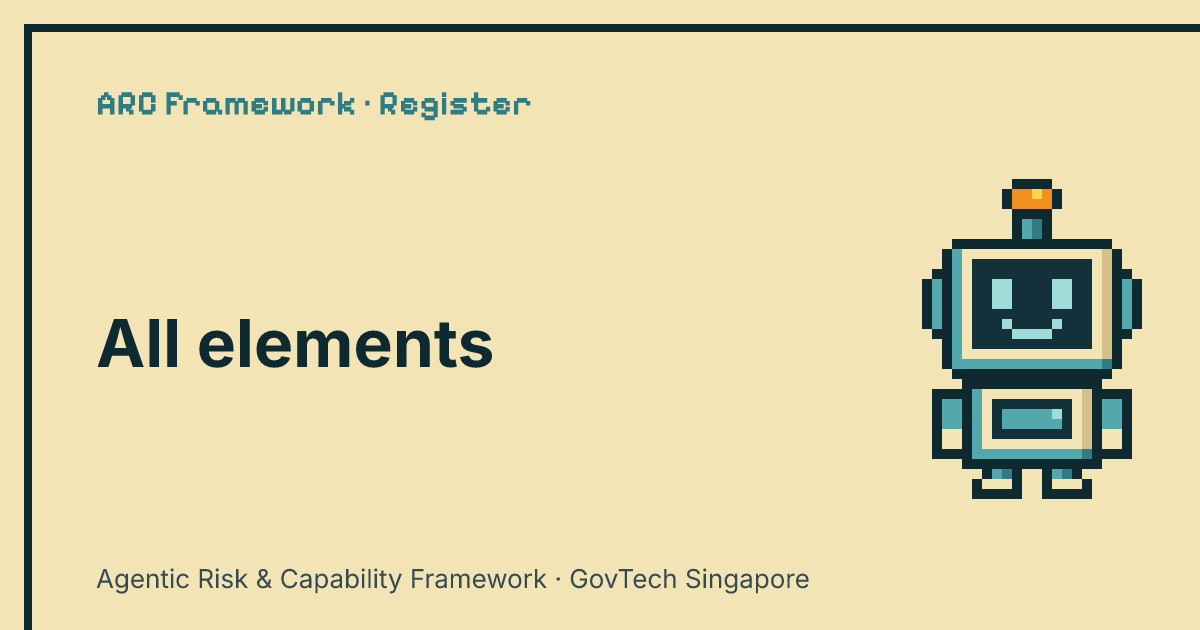 ARC Framework · Register
All elements
Agentic Risk & Capability Framework · GovTech Singapore